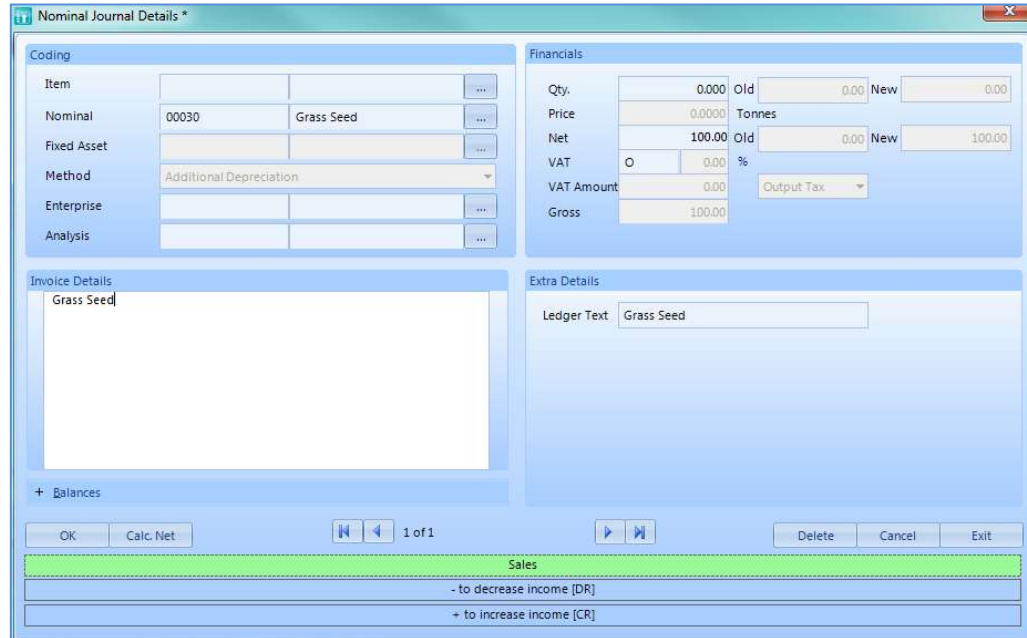 Nominal Journal Details *
Coding
Item ...
Nominal 00030 Grass Seed ...
Fixed Asset ...
Method Additional Depreciation
Enterprise ...
Analysis ...
Financials
Qty. 0.000 Old 0.00 New 0.00
Price 0.0000 Tonnes
Net 100.00 Old 0.00 New 100.00
VAT O 0.00 %
VAT Amount 0.00 Output Tax
Gross 100.00
Invoice Details
Grass Seed
Extra Details
Ledger Text Grass Seed
+ Balances
OK Calc. Net 1 of 1 Delete Cancel Exit
Sales
- to decrease income [DR]
+ to increase income [CR]